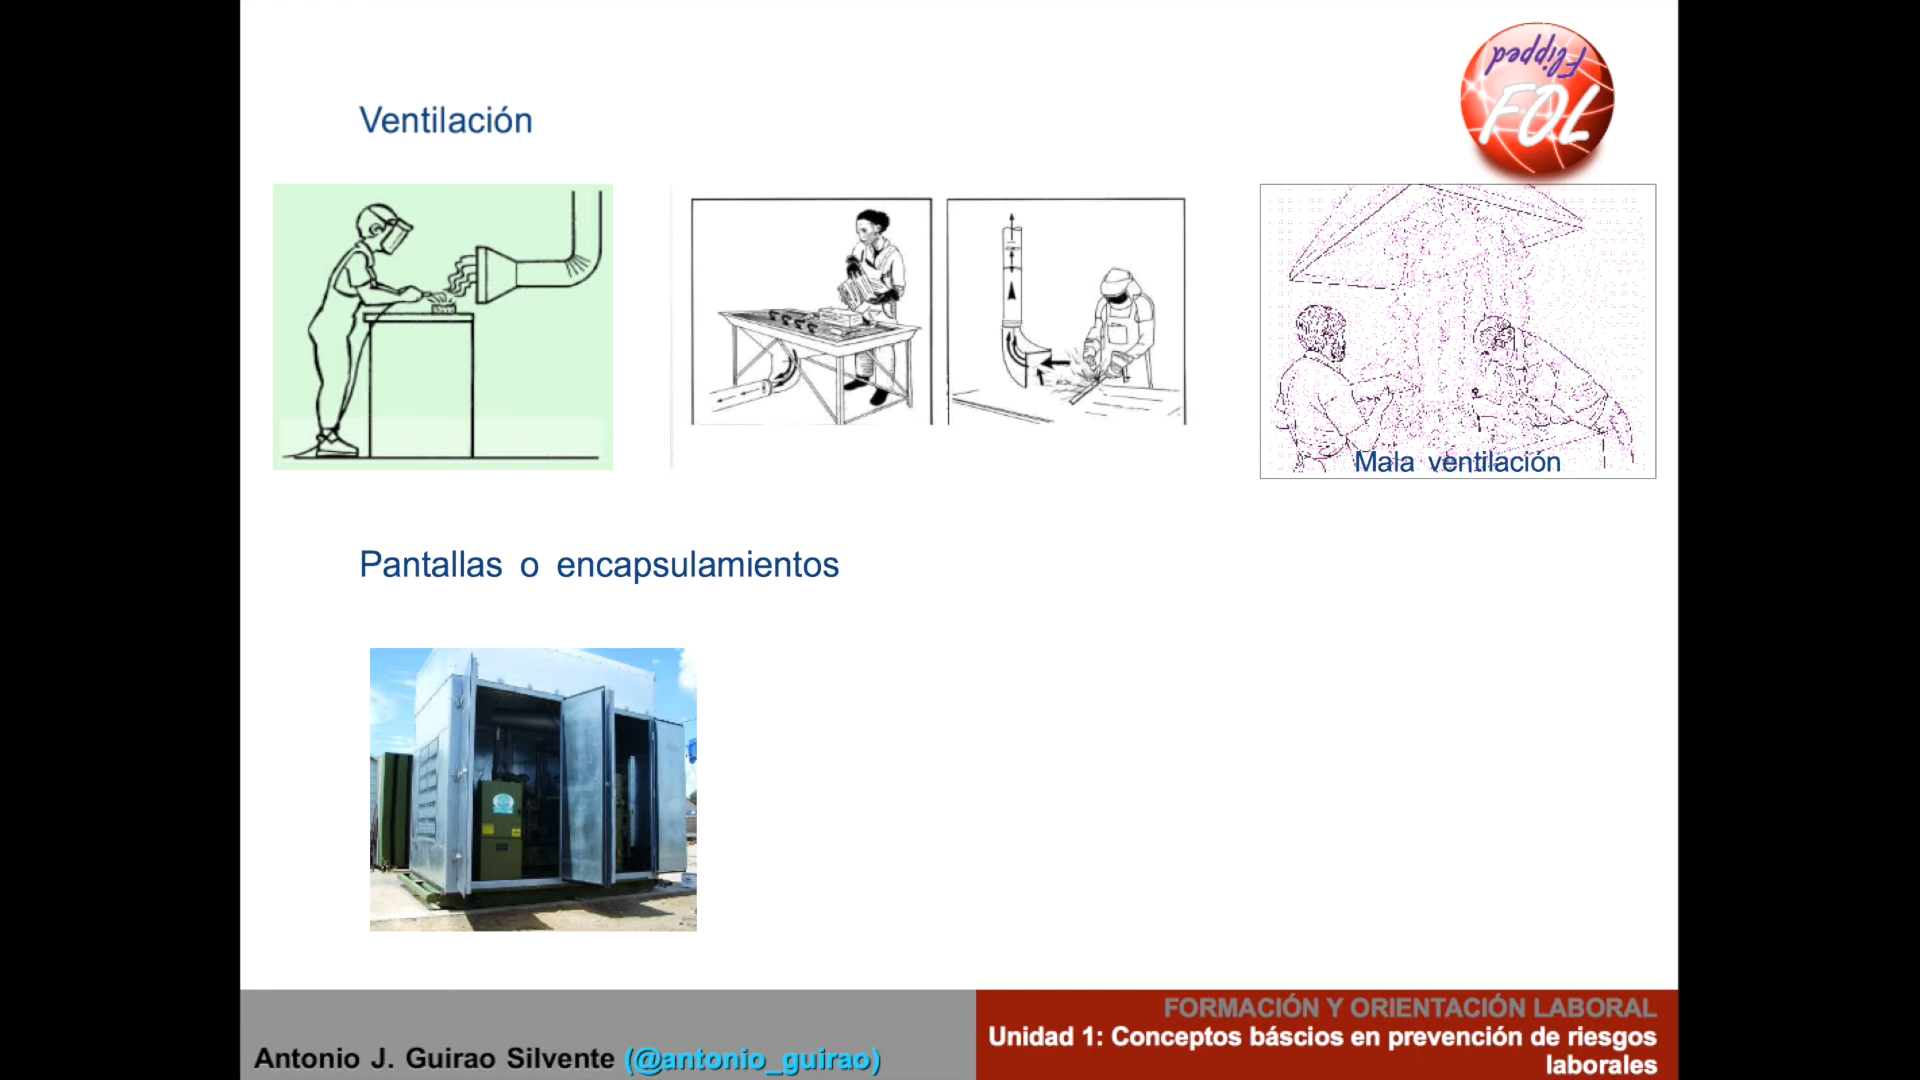 Flipped
FOL
Ventilación
Mala ventilación
Pantallas o encapsulamientos
Antonio J. Guirao Silvente (@antonio_guirao)
FORMACIÓN Y ORIENTACIÓN LABORAL
Unidad 1: Conceptos báscios en prevención de riesgos
laborales